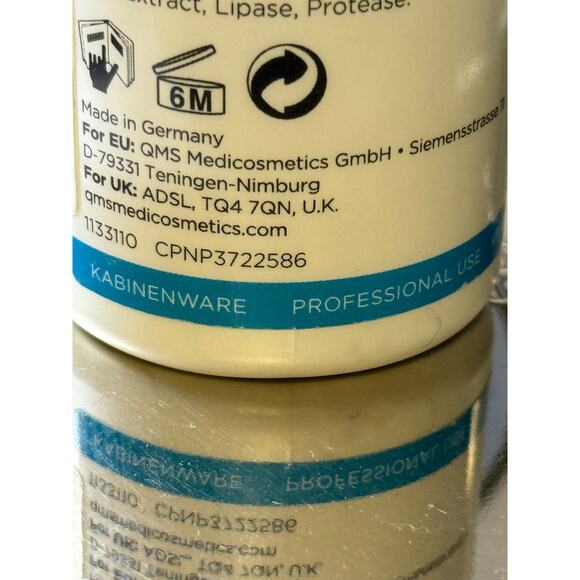 Extract, Lipase, Protease.
6M
Made in Germany
For EU: QMS Medicosmetics GmbH • Siemensstrasse 11
D-79331 Teningen-Nimburg
For UK: ADSL, TQ4 7QN, U.K.
qmsmedicosmetics.com
1133110 CPNP3722586
KABINENWARE PROFESSIONAL USE